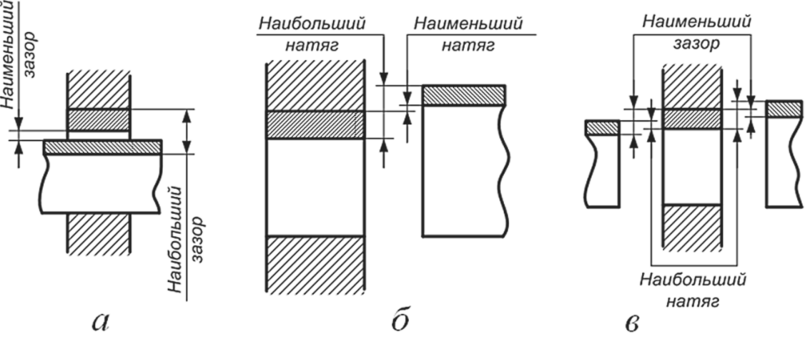 Наименьший
зазор
Наибольший
зазор
а
Наибольший
натяг
Наименьший
натяг
б
Наименьший
зазор
Наибольший
натяг
в